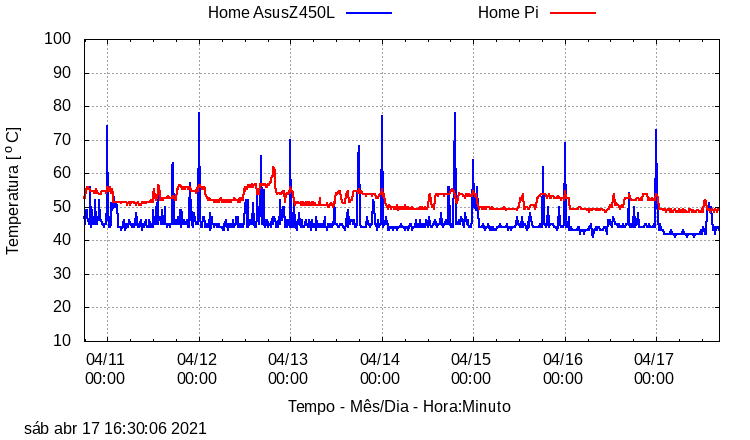 Home AsusZ450L Home Pi
100
90
80
70
60
50
40
30
20
10
Temperatura [ º C]
04/11 04/12 04/13 04/14 04/15 04/16 04/17
00:00 00:00 00:00 00:00 00:00 00:00 00:00
Tempo - Mês/Dia - Hora:Minuto
sáb abr 17 16:30:06 2021